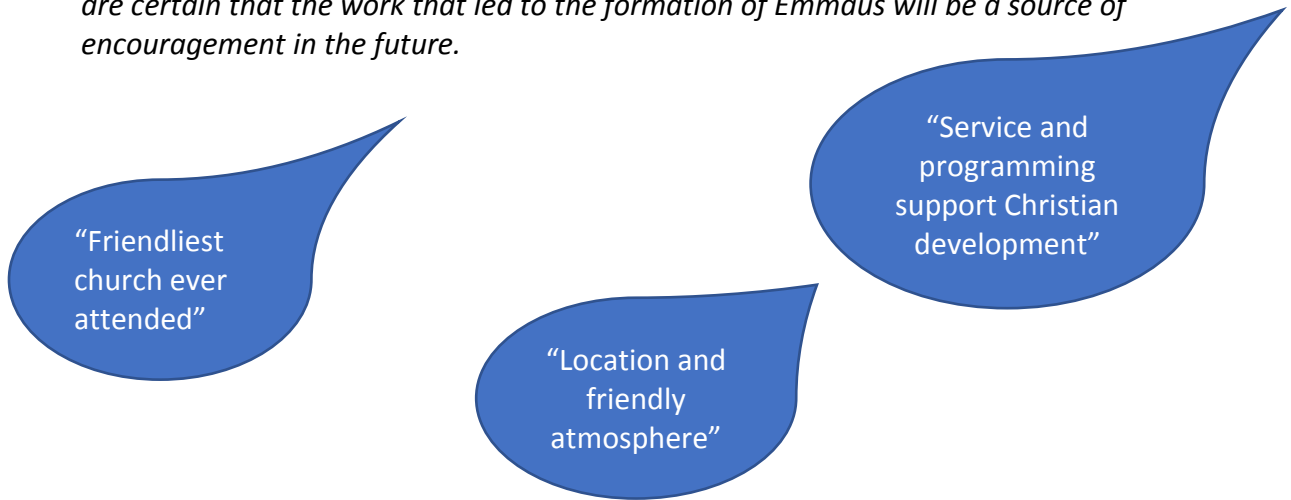 are certain that the work that led to the formation of Emmaus will be a source of
encouragement in the future.
“Friendliest
church ever
attended”
“Location and
friendly
atmosphere”
“Service and
programming
support Christian
development”